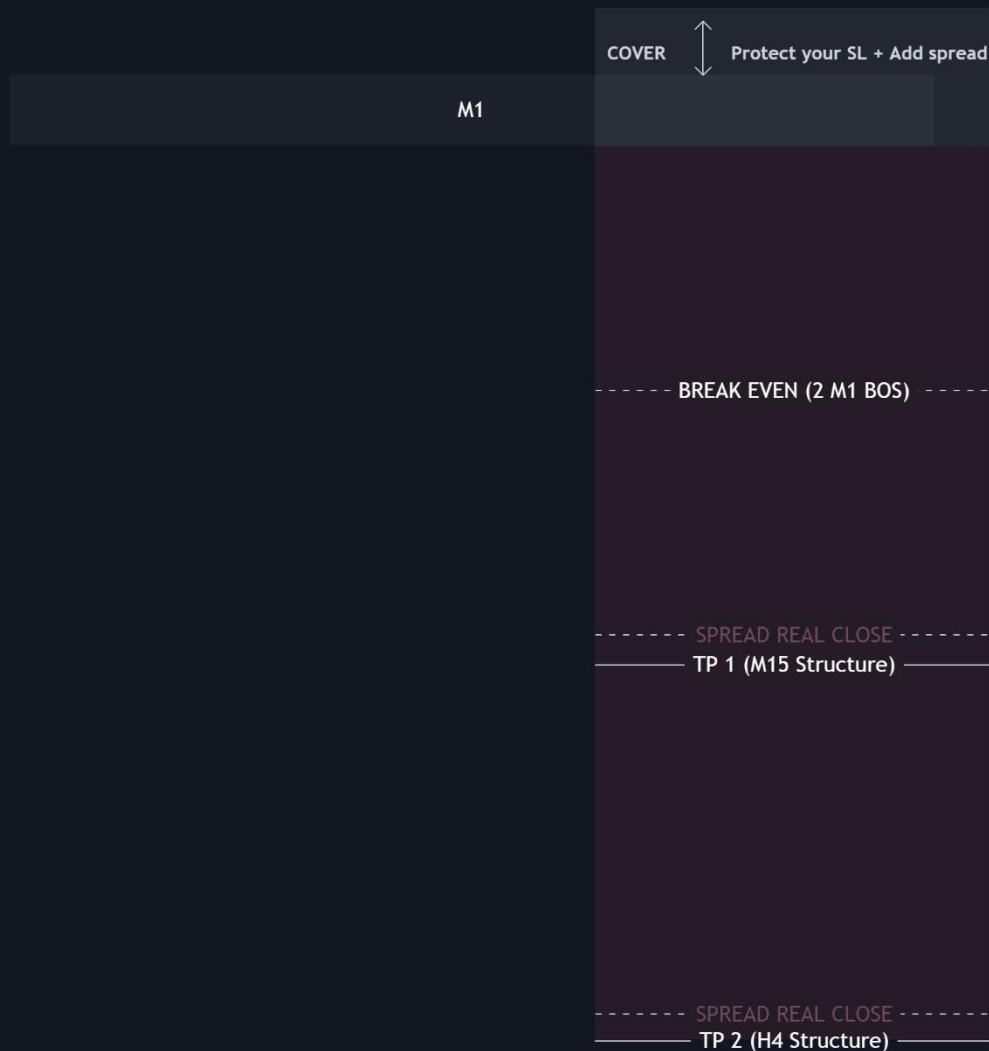 COVER Protect your SL + Add spread
M1
BREAK EVEN (2 M1 BOS)
SPREAD REAL CLOSE
TP 1 (M15 Structure)
SPREAD REAL CLOSE
TP 2 (H4 Structure)